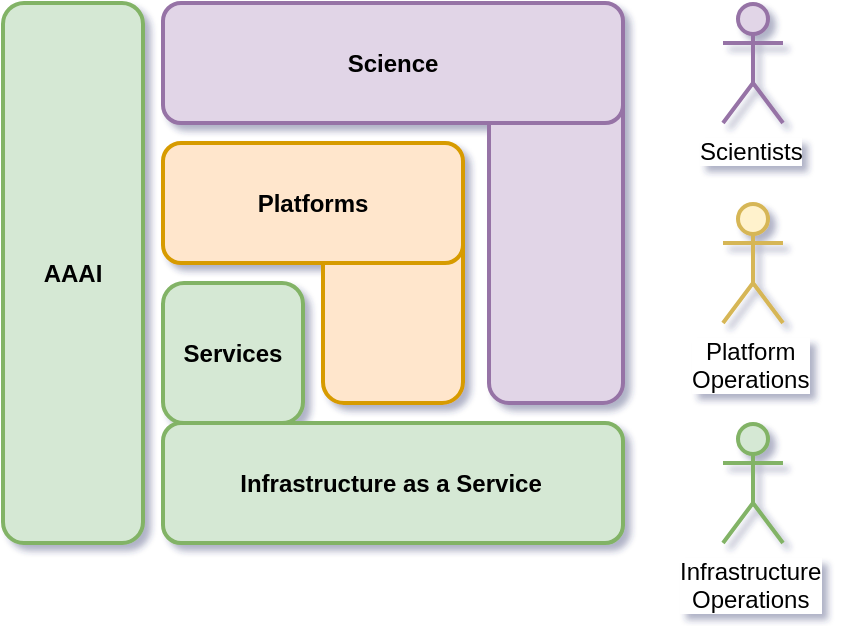 Science
Scientists
Platforms
AAAI
Services
Platform
Operations
Infrastructure as a Service
Infrastructure
Operations